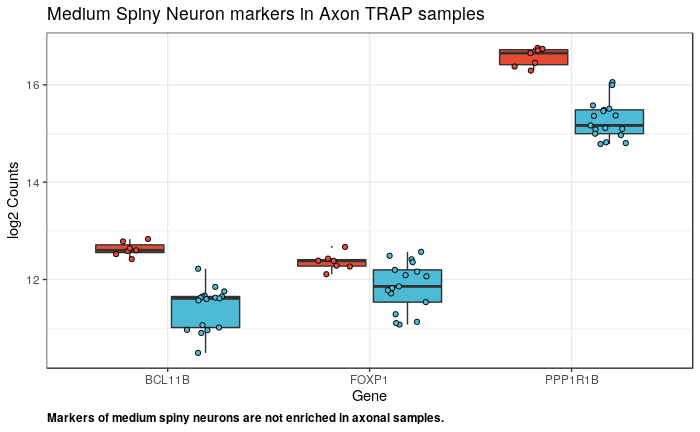 Medium Spiny Neuron markers in Axon TRAP samples
log2 Counts
16
14
12
BCL11B
FOXP1
PPP1R1B
Gene
Markers of medium spiny neurons are not enriched in axonal samples.